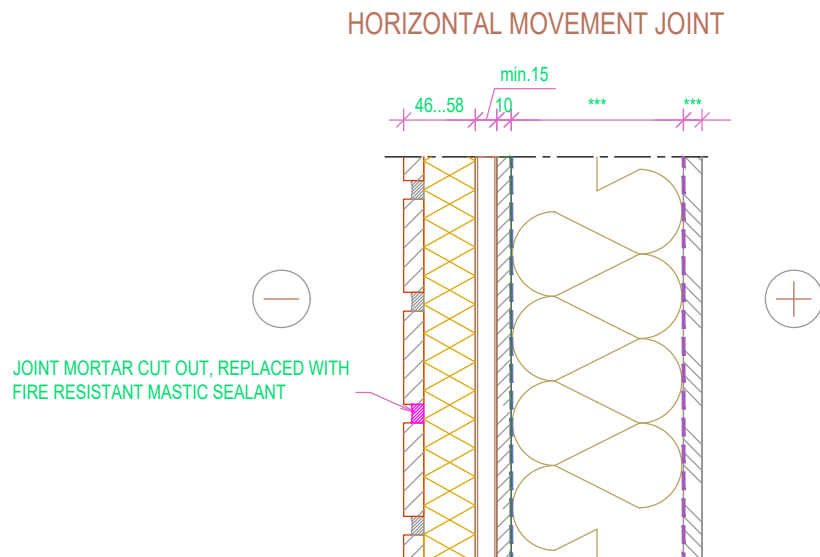 HORIZONTAL MOVEMENT JOINT
min.15
46...58 10 *** ***
JOINT MORTAR CUT OUT, REPLACED WITH
FIRE RESISTANT MASTIC SEALANT